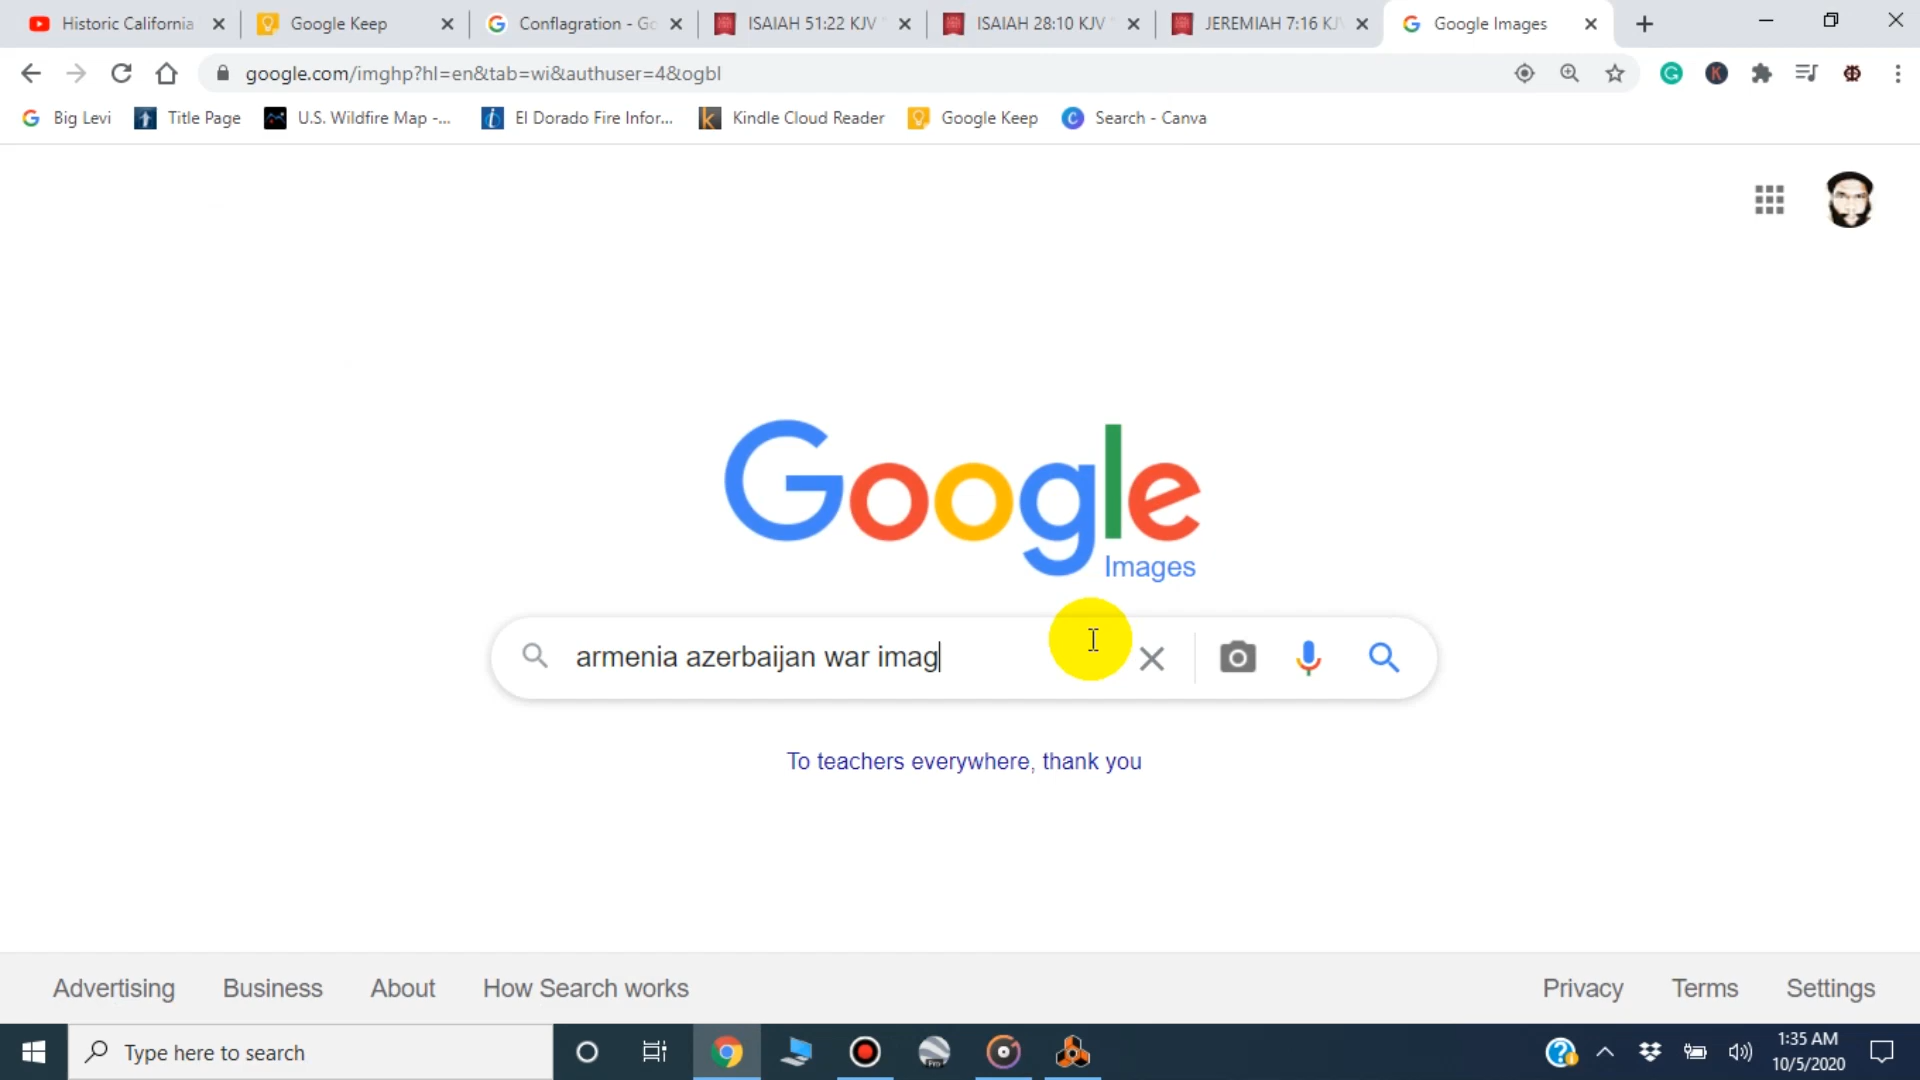 Historic California
Google Keep
Conflagration - Go
ISAIAH 51:22 KJV
ISAIAH 28:10 KJV
JEREMIAH 7:16 KJV
Google Images
google.com/imghp?hl=en&tab=wi&authuser=4&ogbl
Big Levi
Title Page
U.S. Wildfire Map -...
El Dorado Fire Infor...
Kindle Cloud Reader
Google Keep
Search - Canva
Google
Images
armenia azerbaijan war imag
To teachers everywhere, thank you
Advertising Business About How Search works Privacy Terms Settings
Type here to search
1:35 AM
10/5/2020